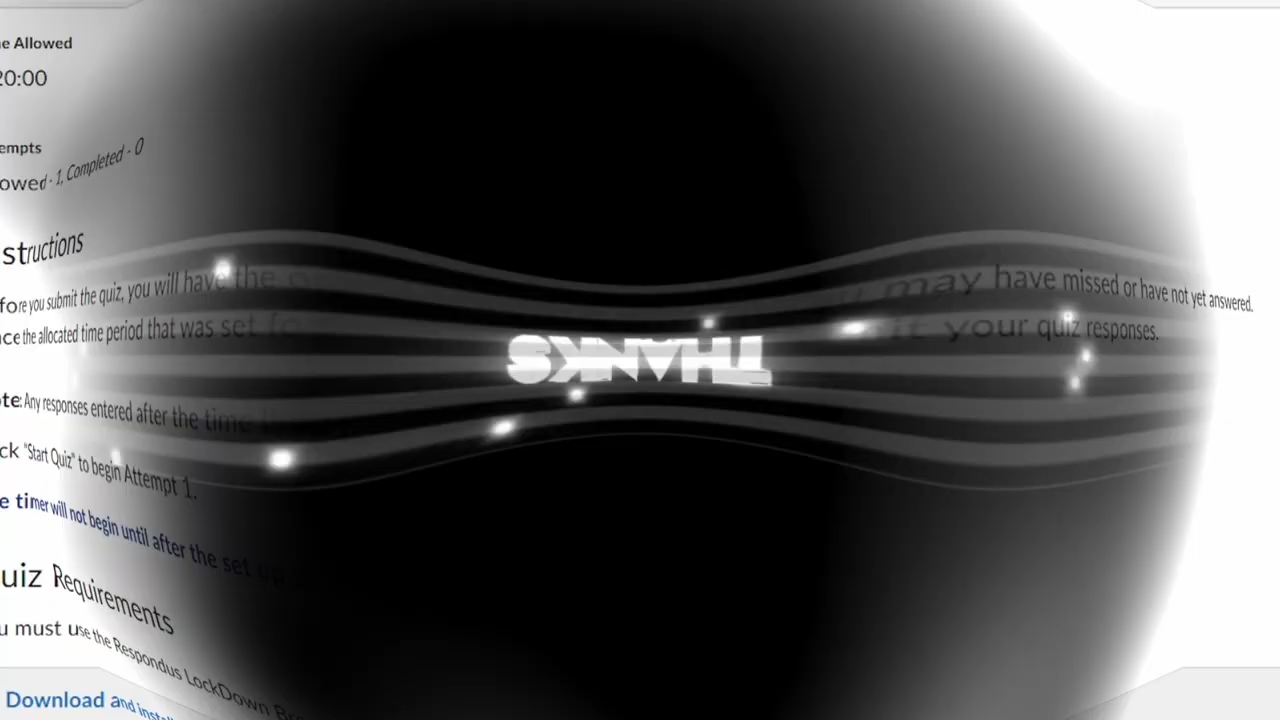 e Allowed
20:00
empts
owed - 1, Completed - 0
structions
fore you submit the quiz, you will have the
may have missed or have not yet answered.
ce the allocated time period that was set
your quiz responses.
THANKS
te: Any responses entered after the time
ck "Start Quiz" to begin Attempt 1.
e timer will not begin until after the set up
uiz Requirements
u must use the Respondus LockDown
Download and